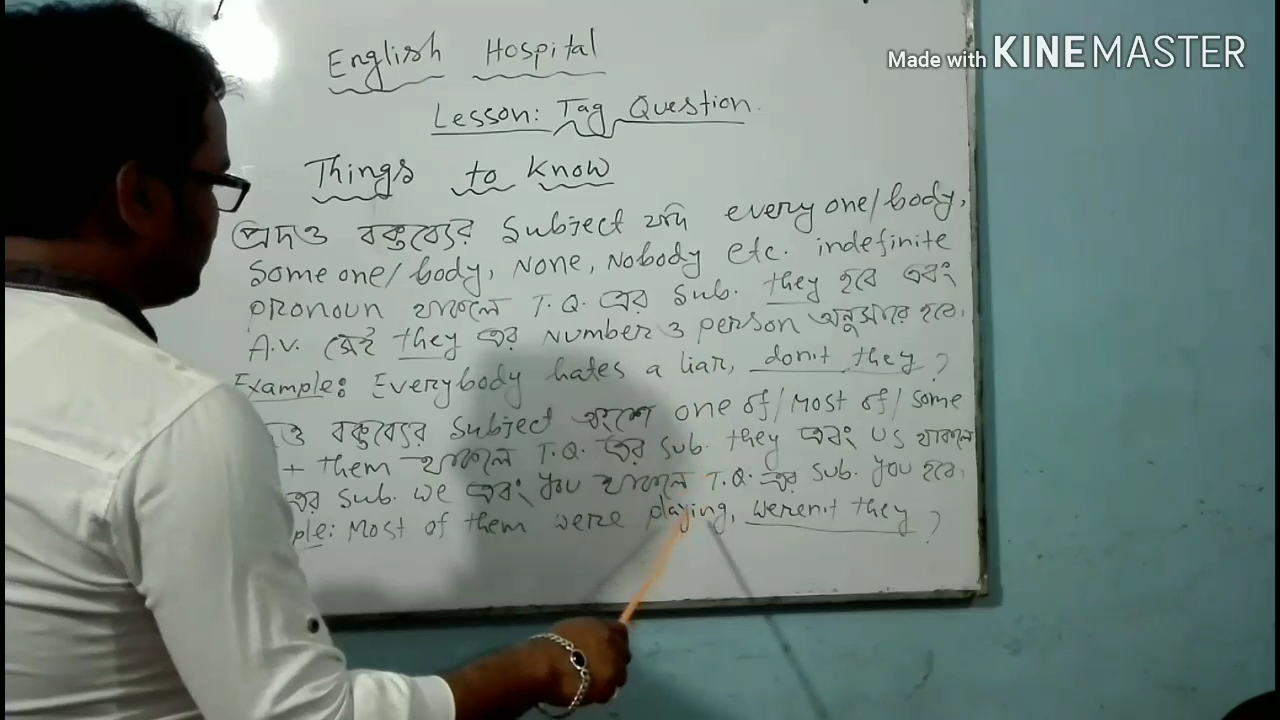 Made with KINEMASTER
English Hospital
Lesson: Tag Question.
Things to Know
প্রদত্ত বক্তব্যের Subject যদি every one/body,
Some one/body, None, Nobody etc. indefinite
pronoun থাকলে T.Q. এর Sub. they হবে এবং
A.V. সেই they এর Number ও person অনুসারে হবে.
Example: Everybody hates a liar, don't they?
বক্তব্যের Subject অংশে one of/Most of/Some
+ them থাকলে T.Q. এর sub. they এবং us থাকলে
এর Sub. we এবং you থাকলে T.Q. এর sub. you হবে.
ple: Most of them were playing, weren't they?